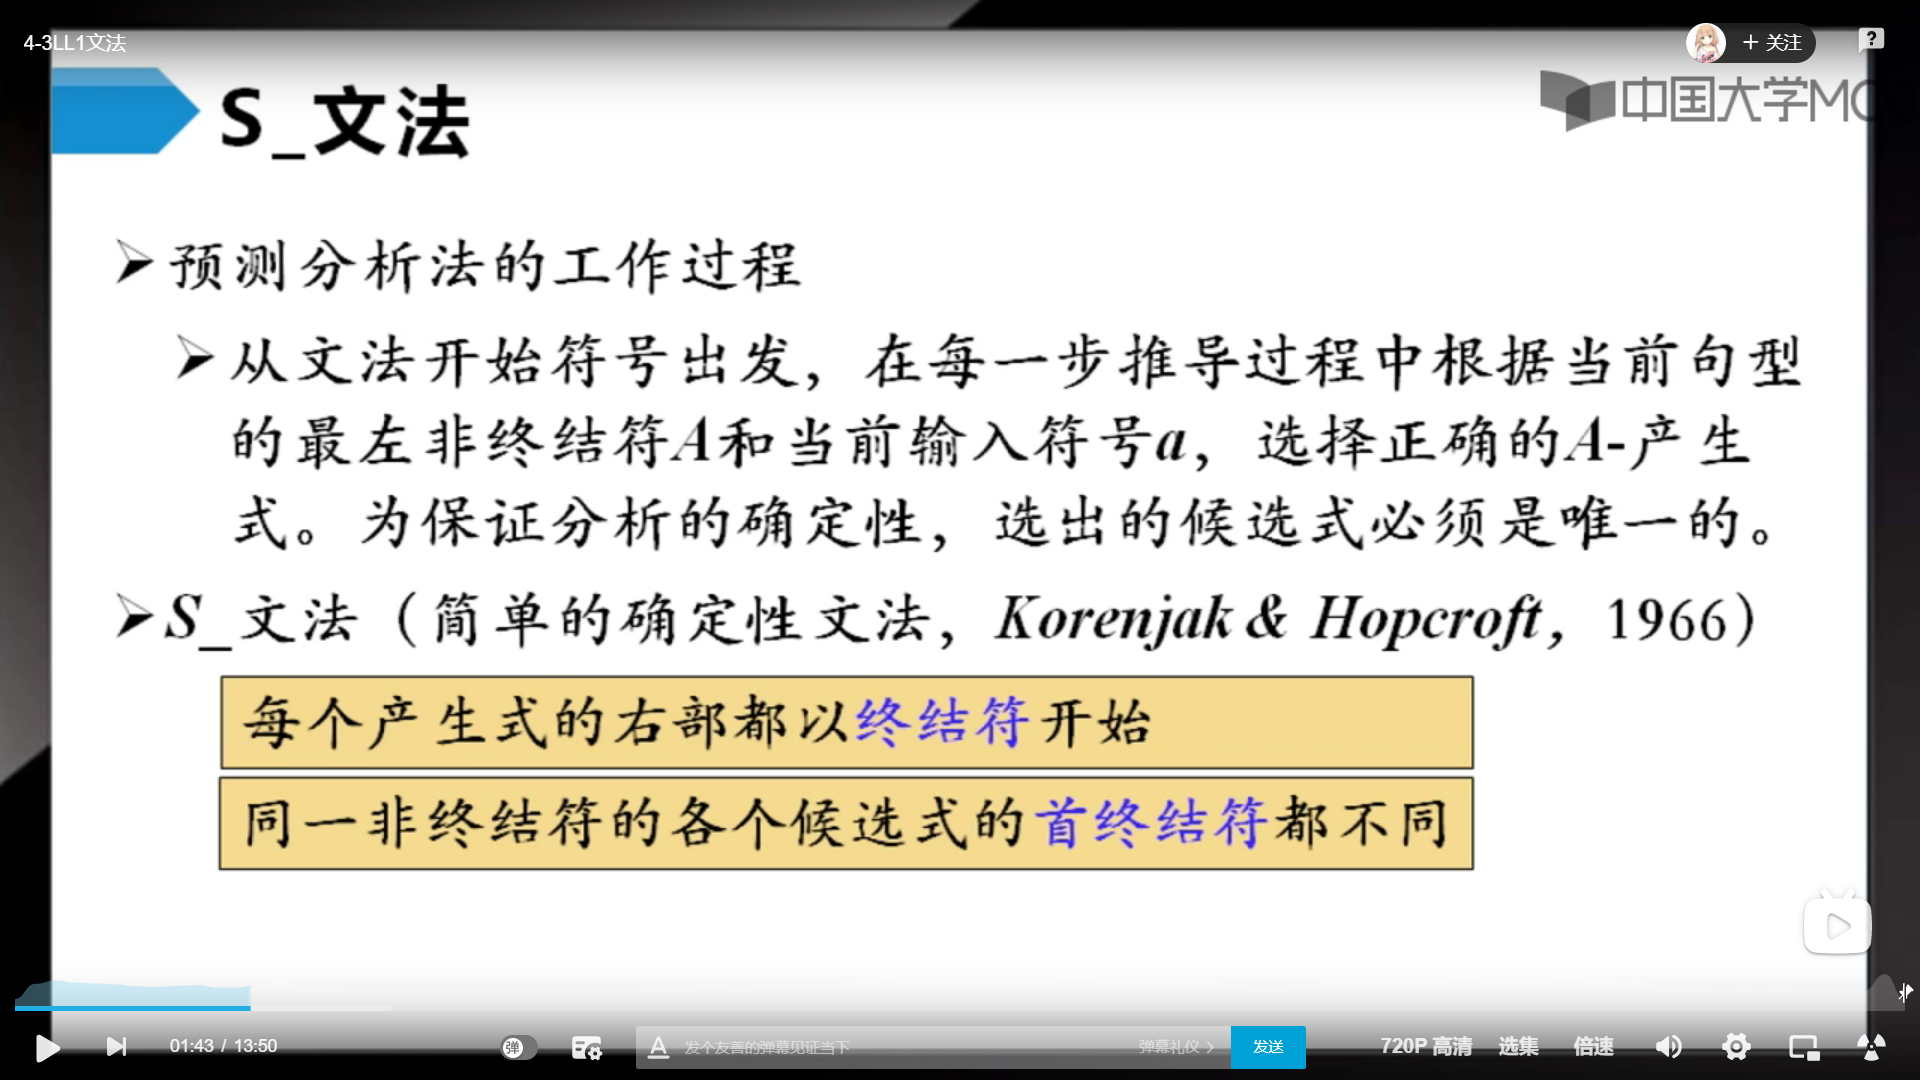 4-3LL1文法
+ 关注
?
S_文法
中国大学MO
预测分析法的工作过程
从文法开始符号出发，在每一步推导过程中根据当前句型
的最左非终结符A和当前输入符号a，选择正确的A-产生
式。为保证分析的确定性，选出的候选式必须是唯一的。
S_文法（简单的确定性文法，Korenjak & Hopcroft，1966）
每个产生式的右部都以终结符开始
同一非终结符的各个候选式的首终结符都不同
01:43 / 13:50
弹
A
发个友善的弹幕见证当下
弹幕礼仪 >
发送
720P 高清
选集
倍速